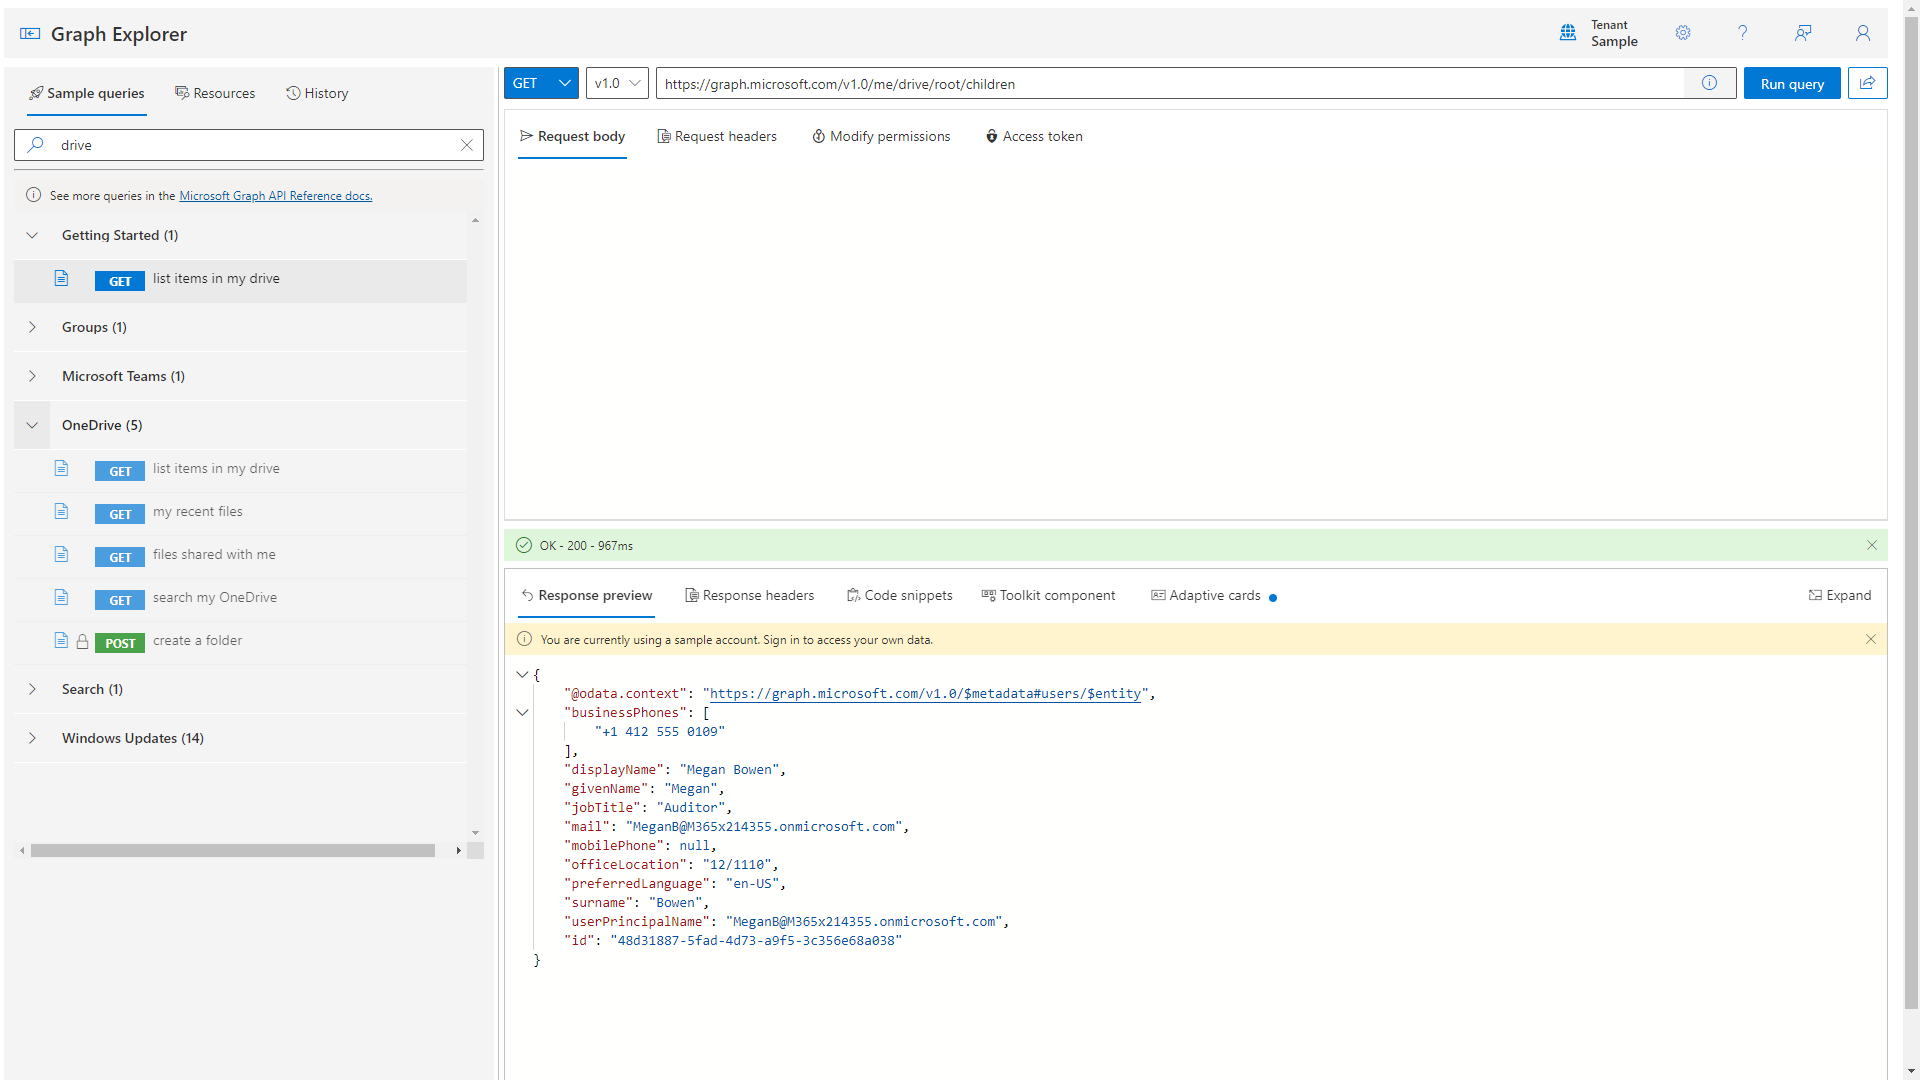 Graph Explorer
Tenant
Sample
Sample queries
Resources
History
drive
See more queries in the Microsoft Graph API Reference docs.
Getting Started (1)
GET list items in my drive
Groups (1)
Microsoft Teams (1)
OneDrive (5)
GET list items in my drive
GET my recent files
GET files shared with me
GET search my OneDrive
POST create a folder
Search (1)
Windows Updates (14)
GET
v1.0
https://graph.microsoft.com/v1.0/me/drive/root/children
Run query
Request body
Request headers
Modify permissions
Access token
OK - 200 - 967ms
Response preview
Response headers
Code snippets
Toolkit component
Adaptive cards
Expand
You are currently using a sample account. Sign in to access your own data.
{
"@odata.context": "https://graph.microsoft.com/v1.0/$metadata#users/$entity",
"businessPhones": [
"+1 412 555 0109"
],
"displayName": "Megan Bowen",
"givenName": "Megan",
"jobTitle": "Auditor",
"mail": "MeganB@M365x214355.onmicrosoft.com",
"mobilePhone": null,
"officeLocation": "12/1110",
"preferredLanguage": "en-US",
"surname": "Bowen",
"userPrincipalName": "MeganB@M365x214355.onmicrosoft.com",
"id": "48d31887-5fad-4d73-a9f5-3c356e68a038"
}